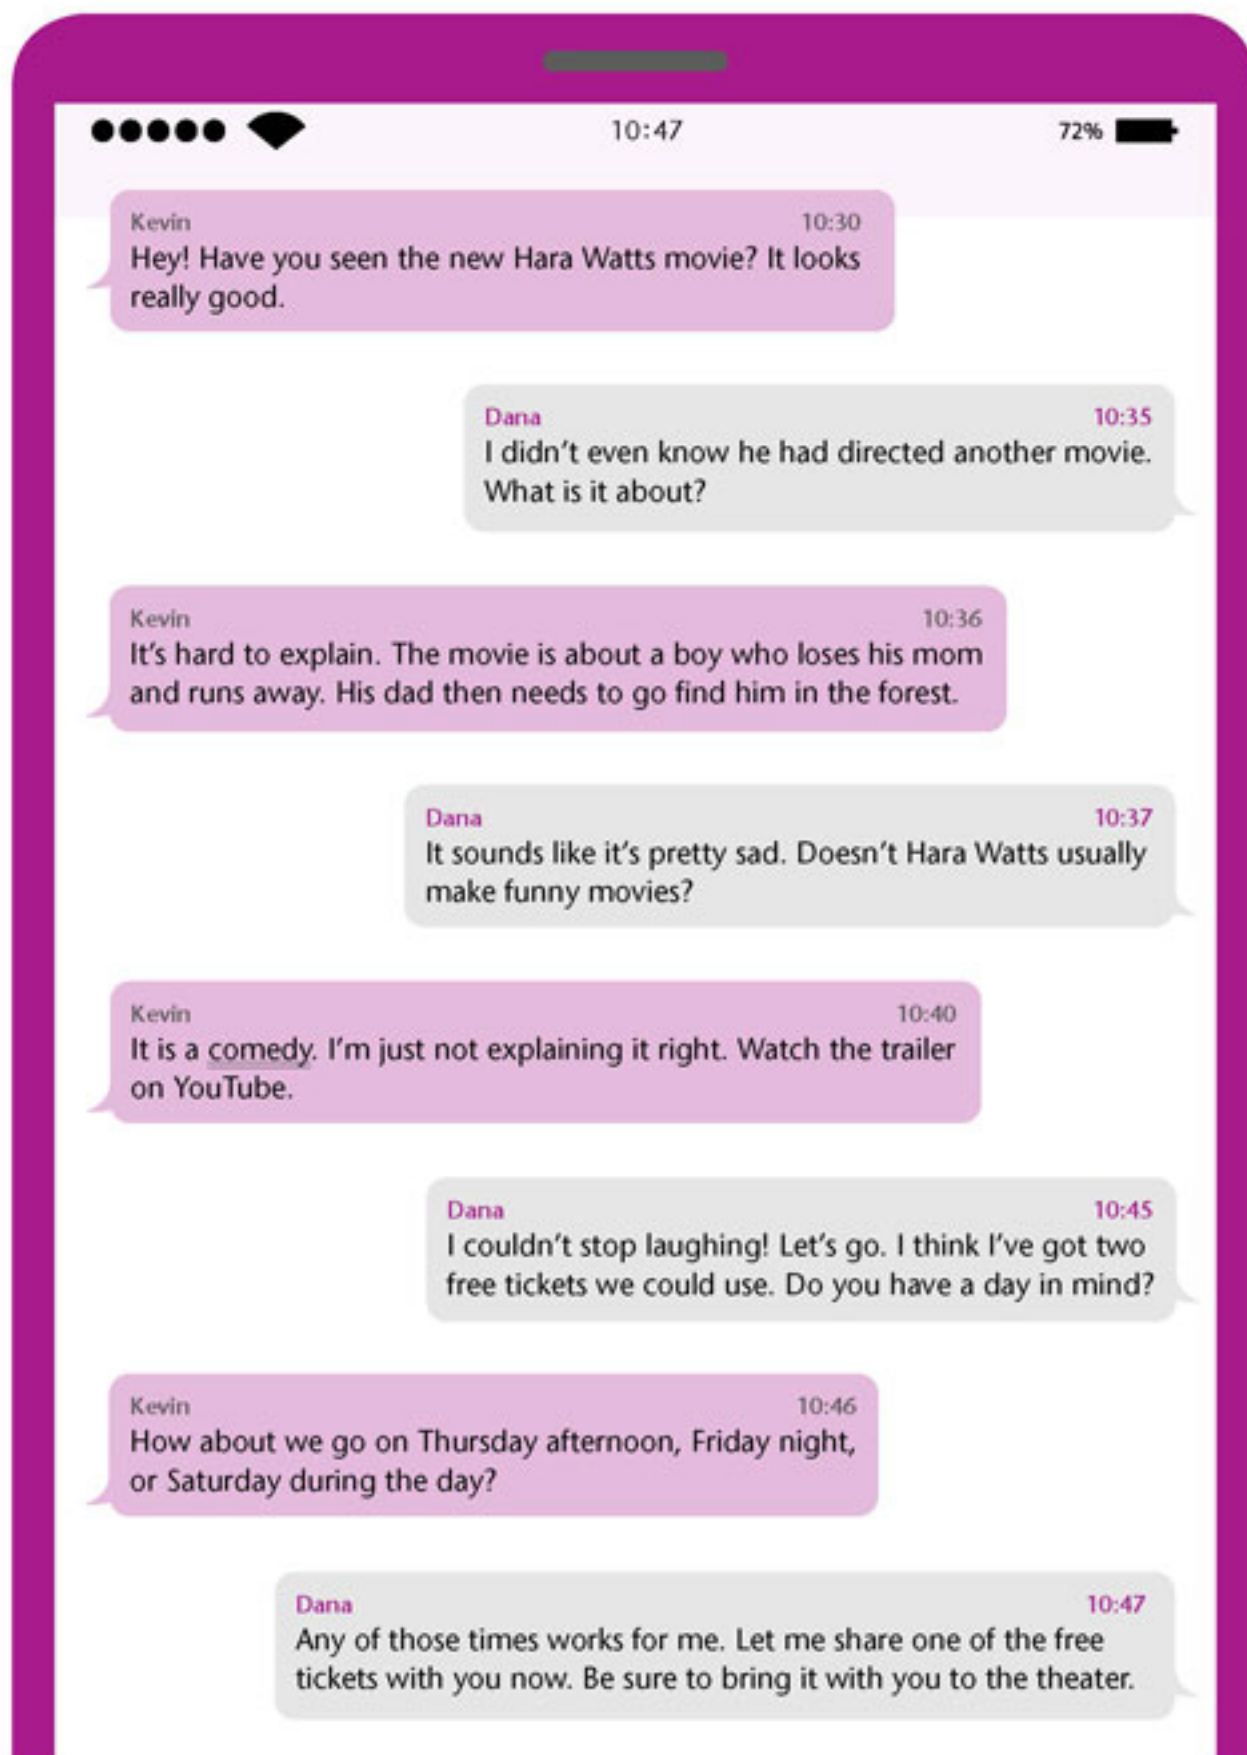 10:47 72%
Kevin 10:30
Hey! Have you seen the new Hara Watts movie? It looks
really good.
Dana 10:35
I didn't even know he had directed another movie.
What is it about?
Kevin 10:36
It's hard to explain. The movie is about a boy who loses his mom
and runs away. His dad then needs to go find him in the forest.
Dana 10:37
It sounds like it's pretty sad. Doesn't Hara Watts usually
make funny movies?
Kevin 10:40
It is a comedy. I'm just not explaining it right. Watch the trailer
on YouTube.
Dana 10:45
I couldn't stop laughing! Let's go. I think I've got two
free tickets we could use. Do you have a day in mind?
Kevin 10:46
How about we go on Thursday afternoon, Friday night,
or Saturday during the day?
Dana 10:47
Any of those times works for me. Let me share one of the free
tickets with you now. Be sure to bring it with you to the theater.